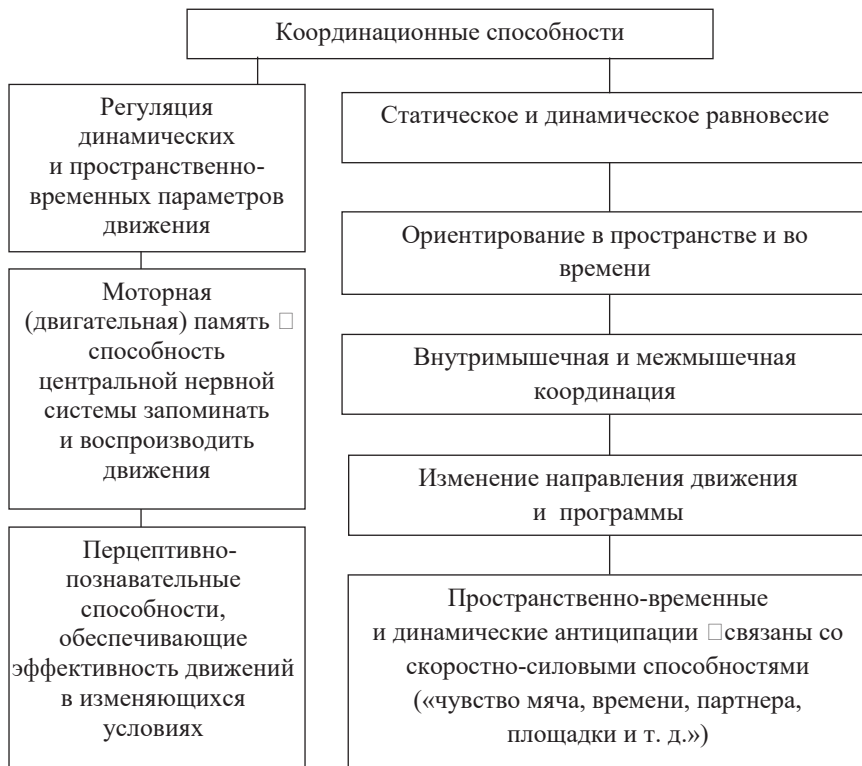 Координационные способности
Регуляция
динамических
и пространственно-
временных параметров
движения
Моторная
(двигательная) память □
способность
центральной нервной
системы запоминать
и воспроизводить
движения
Перцептивно-
познавательные
способности,
обеспечивающие
эффективность движений
в изменяющихся
условиях
Статическое и динамическое равновесие
Ориентирование в пространстве и во
времени
Внутримышечная и межмышечная
координация
Изменение направления движения
и программы
Пространственно-временные
и динамические антиципации □связаны со
скоростно-силовыми способностями
(«чувство мяча, времени, партнера,
площадки и т. д.»)